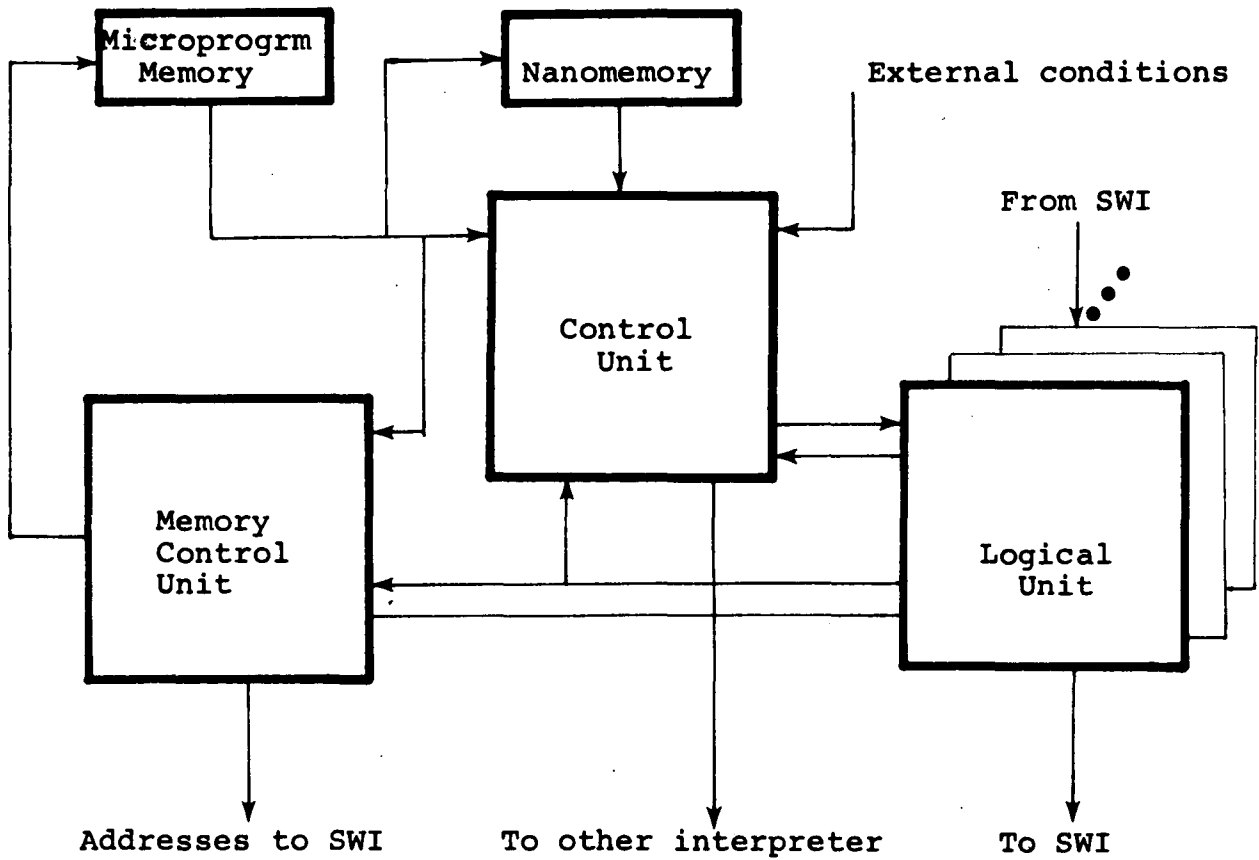 Microprogrm
Memory
Nanomemory
External conditions
From SWI
Control
Unit
Memory
Control
Unit
Logical
Unit
Addresses to SWI
To other interpreter
To SWI